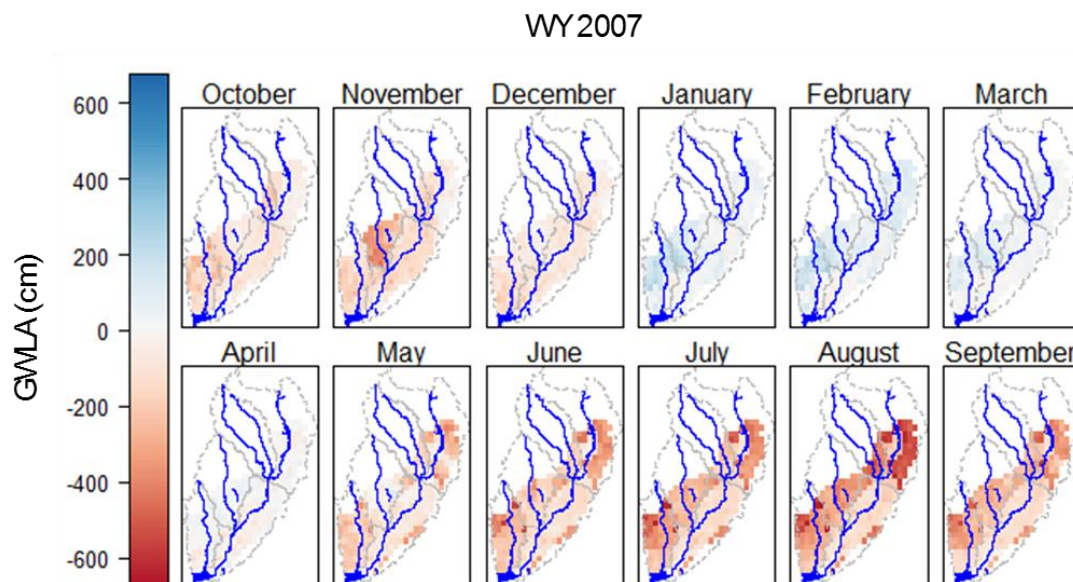 WY 2007
GWLA (cm)
600
400
200
0
-200
-400
-600
October November December January February March
April May June July August September